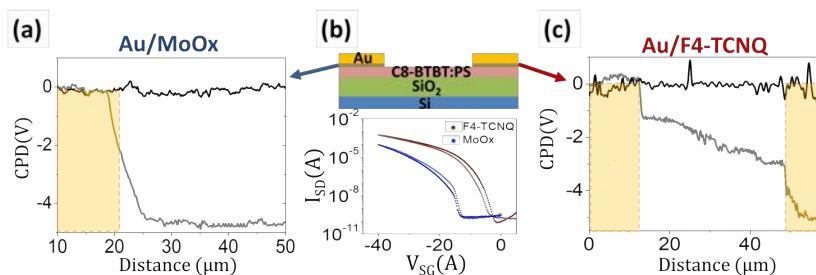 (a)
Au/MoOx
CPD(V)
0
-2
-4
10
20
30
40
50
Distance (μm)
(b)
Au
C8-BTBT:PS
SiO₂
Si
F4-TCNQ
MoOx
I_SD(A)
10⁻²
10⁻⁵
10⁻⁸
10⁻¹¹
-40
-20
0
V_SG(A)
(c)
Au/F4-TCNQ
CPD(V)
0
-2
-4
0
20
40
Distance (μm)